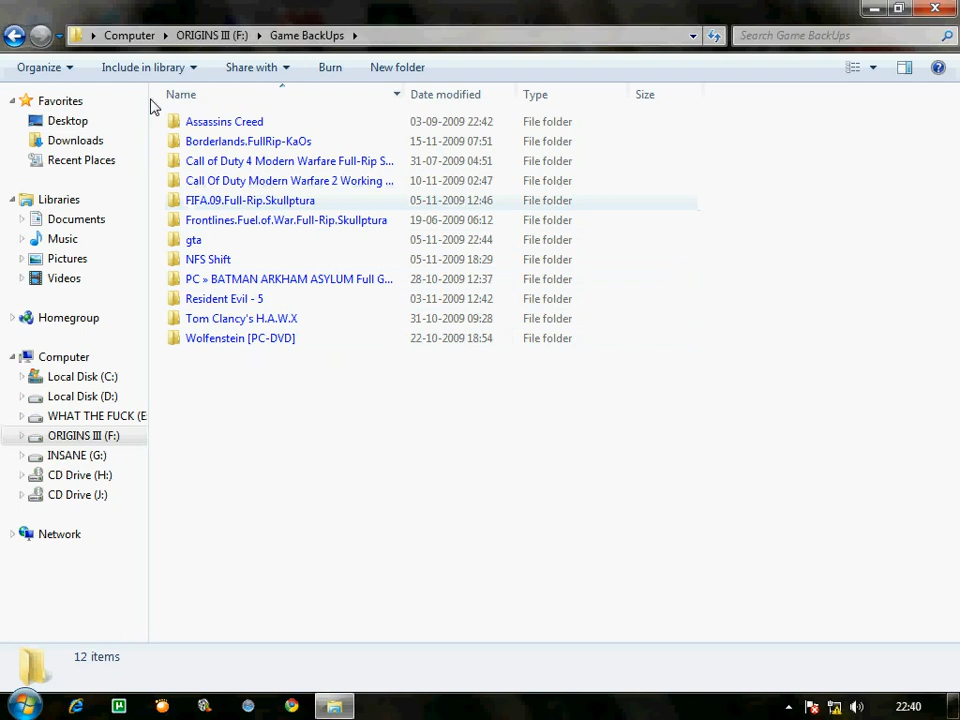 Computer ORIGINS III (F:) Game BackUps Search Game BackUps
Organize Include in library Share with Burn New folder
Name Date modified Type Size
Favorites
Desktop
Downloads
Recent Places
Libraries
Documents
Music
Pictures
Videos
Homegroup
Computer
Local Disk (C:)
Local Disk (D:)
WHAT THE FUCK (E
ORIGINS III (F:)
INSANE (G:)
CD Drive (H:)
CD Drive (J:)
Network
Assassins Creed 03-09-2009 22:42 File folder
Borderlands.FullRip-KaOs 15-11-2009 07:51 File folder
Call of Duty 4 Modern Warfare Full-Rip S... 31-07-2009 04:51 File folder
Call Of Duty Modern Warfare 2 Working ... 10-11-2009 02:47 File folder
FIFA.09.Full-Rip.Skullptura 05-11-2009 12:46 File folder
Frontlines.Fuel.of.War.Full-Rip.Skullptura 19-06-2009 06:12 File folder
gta 05-11-2009 22:44 File folder
NFS Shift 05-11-2009 18:29 File folder
PC » BATMAN ARKHAM ASYLUM Full G... 28-10-2009 12:37 File folder
Resident Evil - 5 03-11-2009 12:42 File folder
Tom Clancy's H.A.W.X 31-10-2009 09:28 File folder
Wolfenstein [PC-DVD] 22-10-2009 18:54 File folder
12 items
22:40